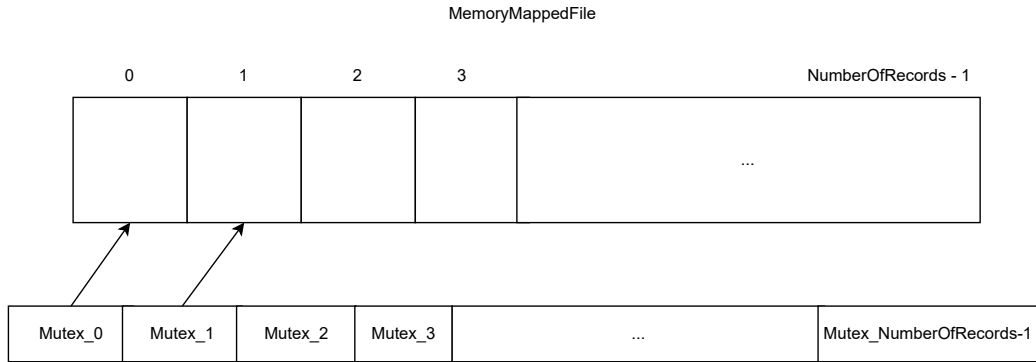 MemoryMappedFile
0 1 2 3 NumberOfRecords - 1
...
Mutex_0 Mutex_1 Mutex_2 Mutex_3 ... Mutex_NumberOfRecords-1